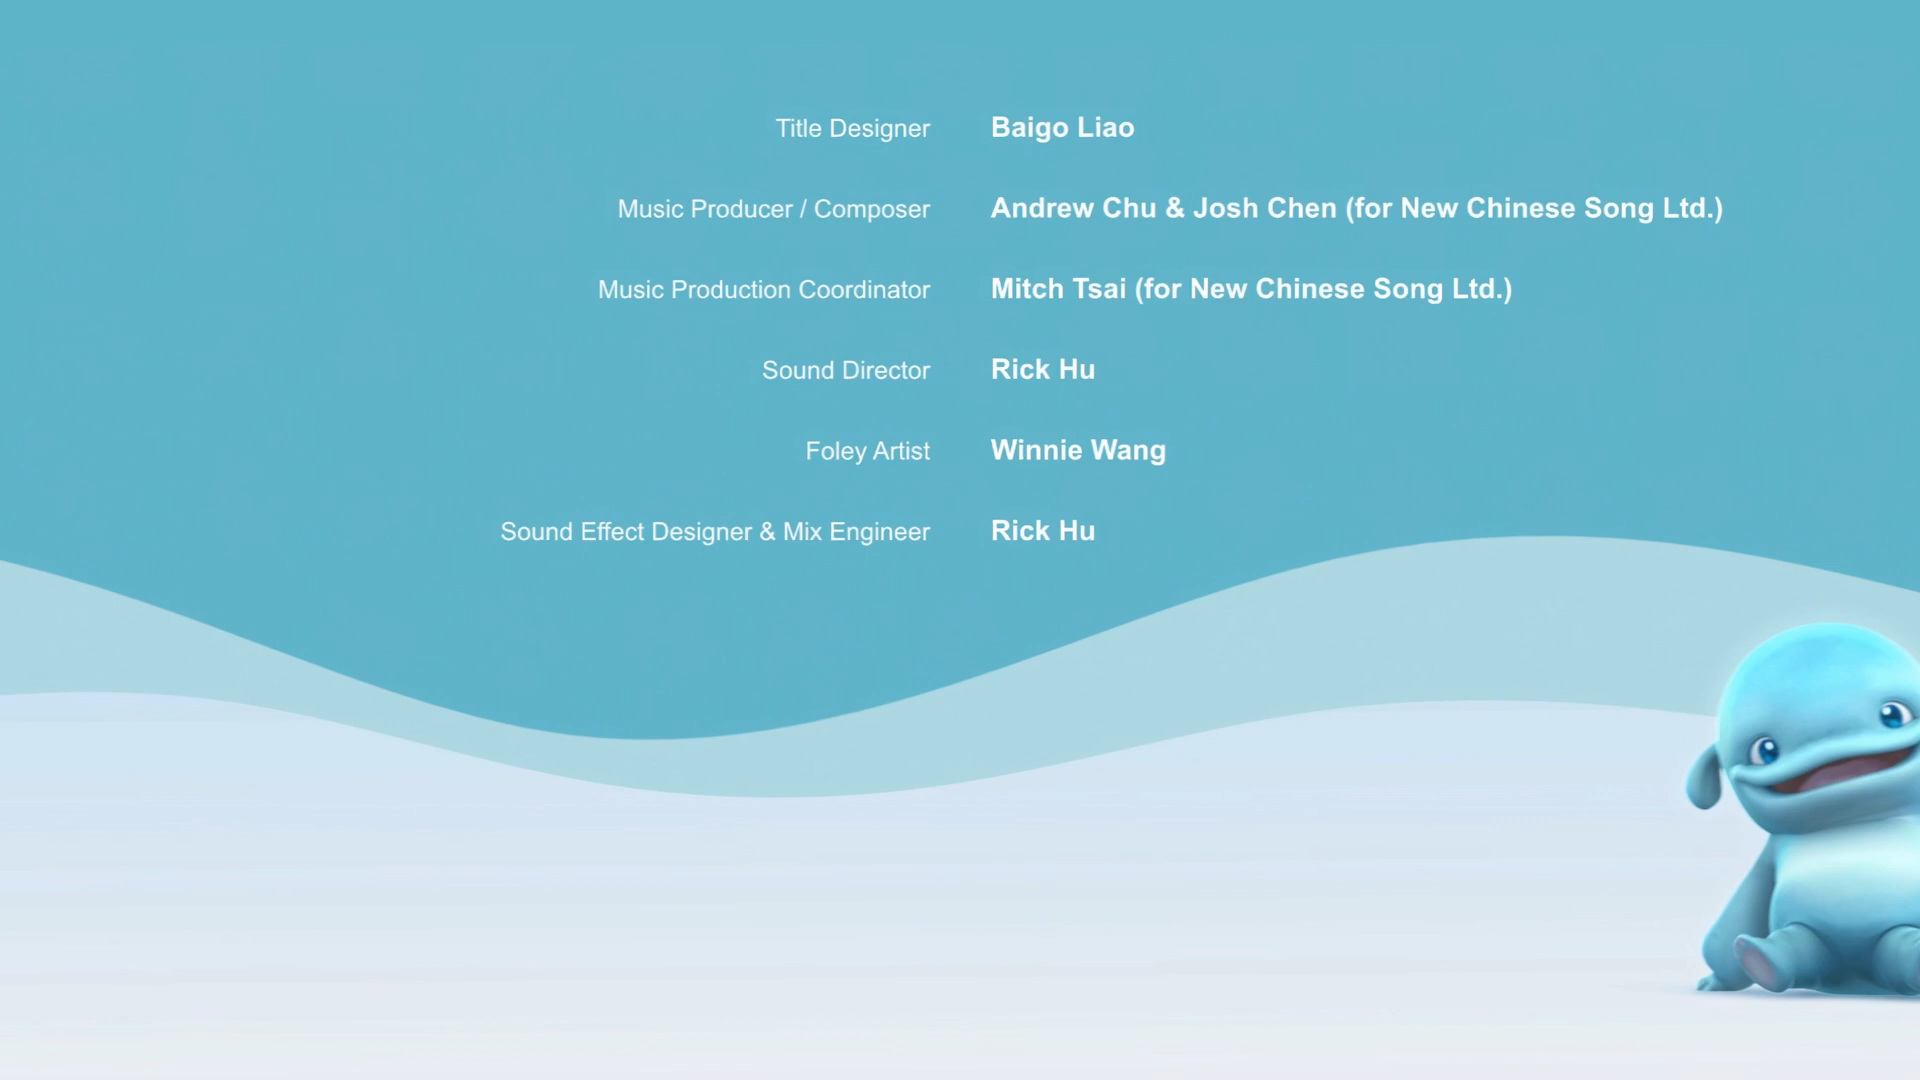 Title Designer Baigo Liao
Music Producer / Composer Andrew Chu & Josh Chen (for New Chinese Song Ltd.)
Music Production Coordinator Mitch Tsai (for New Chinese Song Ltd.)
Sound Director Rick Hu
Foley Artist Winnie Wang
Sound Effect Designer & Mix Engineer Rick Hu